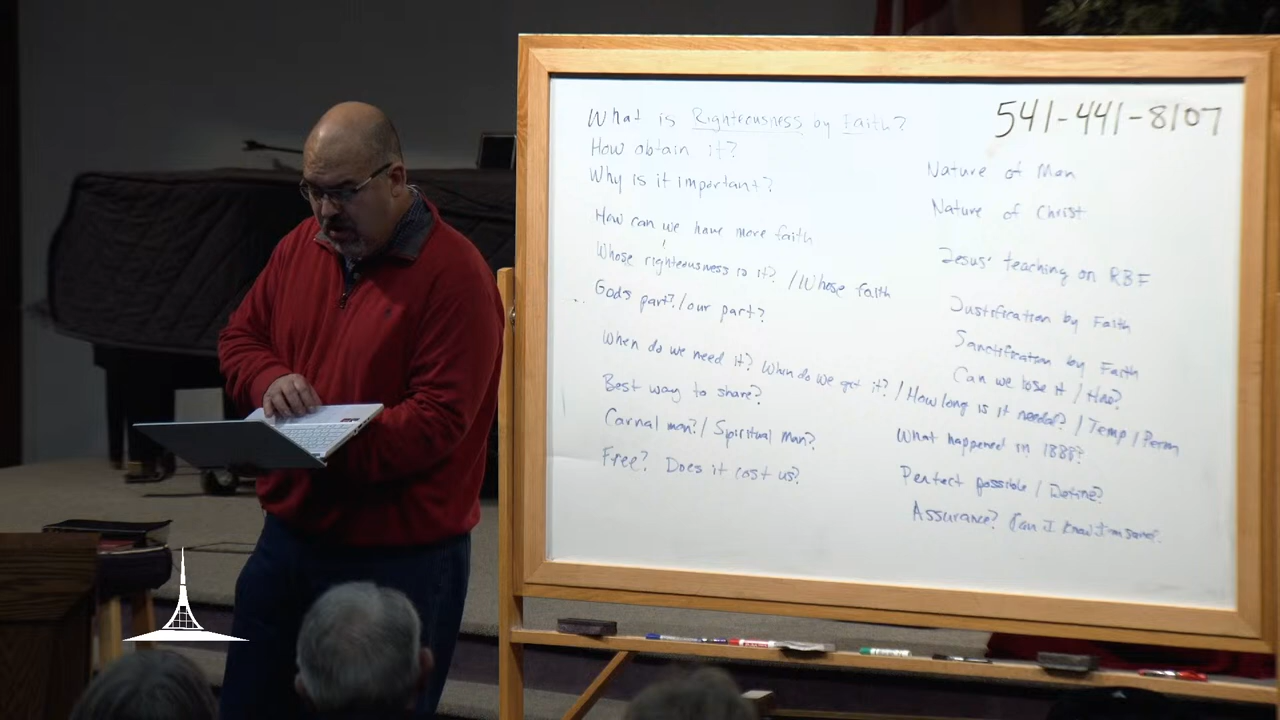 What is Righteousness by Faith?
How obtain it?
Why is it important?
How can we have more faith
Whose righteousness is it? / Whose faith
God's part? / our part?
When do we need it? When do we get it? / How long is it needed? / Temp / Perm
Best way to share?
Carnal man? / Spiritual Man?
Free? Does it cost us?
541-441-8107
Nature of Man
Nature of Christ
Jesus' teaching on RBF
Justification by Faith
Sanctification by Faith
Can we lose it / How?
What happened in 1888?
Perfect possible / Define?
Assurance? Can I know I'm saved?